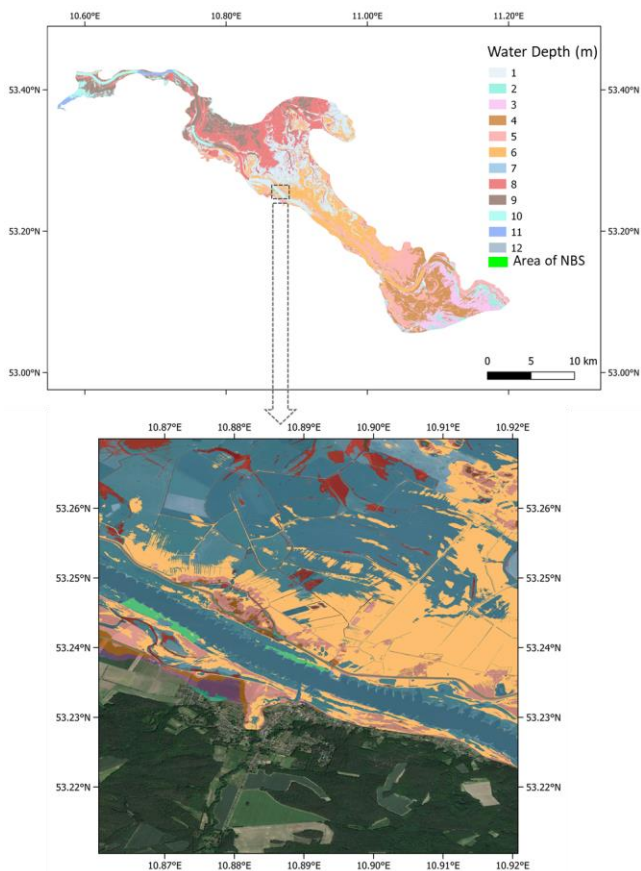 10.60°E 10.80°E 11.00°E 11.20°E
53.40°N 53.40°N
53.20°N 53.20°N
53.00°N 53.00°N
Water Depth (m)
1
2
3
4
5
6
7
8
9
10
11
12
Area of NBS
0 5 10 km
10.87°E 10.88°E 10.89°E 10.90°E 10.91°E 10.92°E
53.26°N 53.26°N
53.25°N 53.25°N
53.24°N 53.24°N
53.23°N 53.23°N
53.22°N 53.22°N
10.87°E 10.88°E 10.89°E 10.90°E 10.91°E 10.92°E